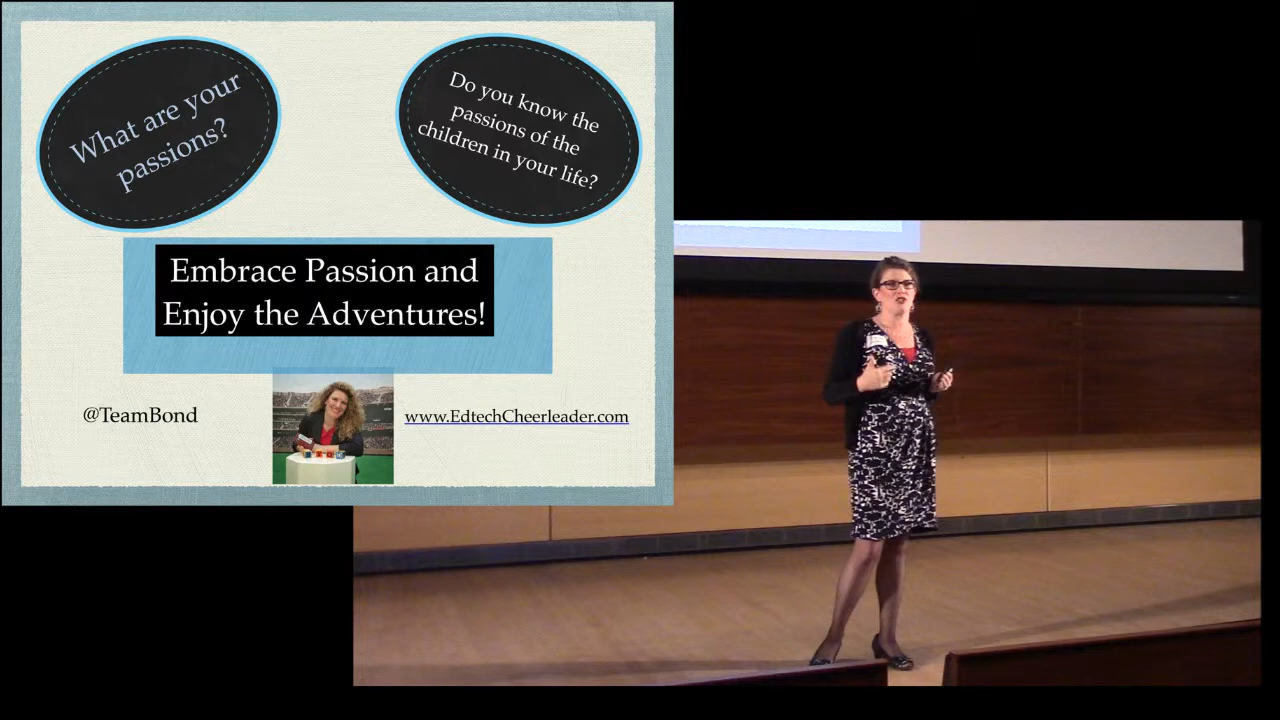 What are your
passions?
Do you know the
passions of the
children in your life?
Embrace Passion and
Enjoy the Adventures!
@TeamBond
www.EdtechCheerleader.com